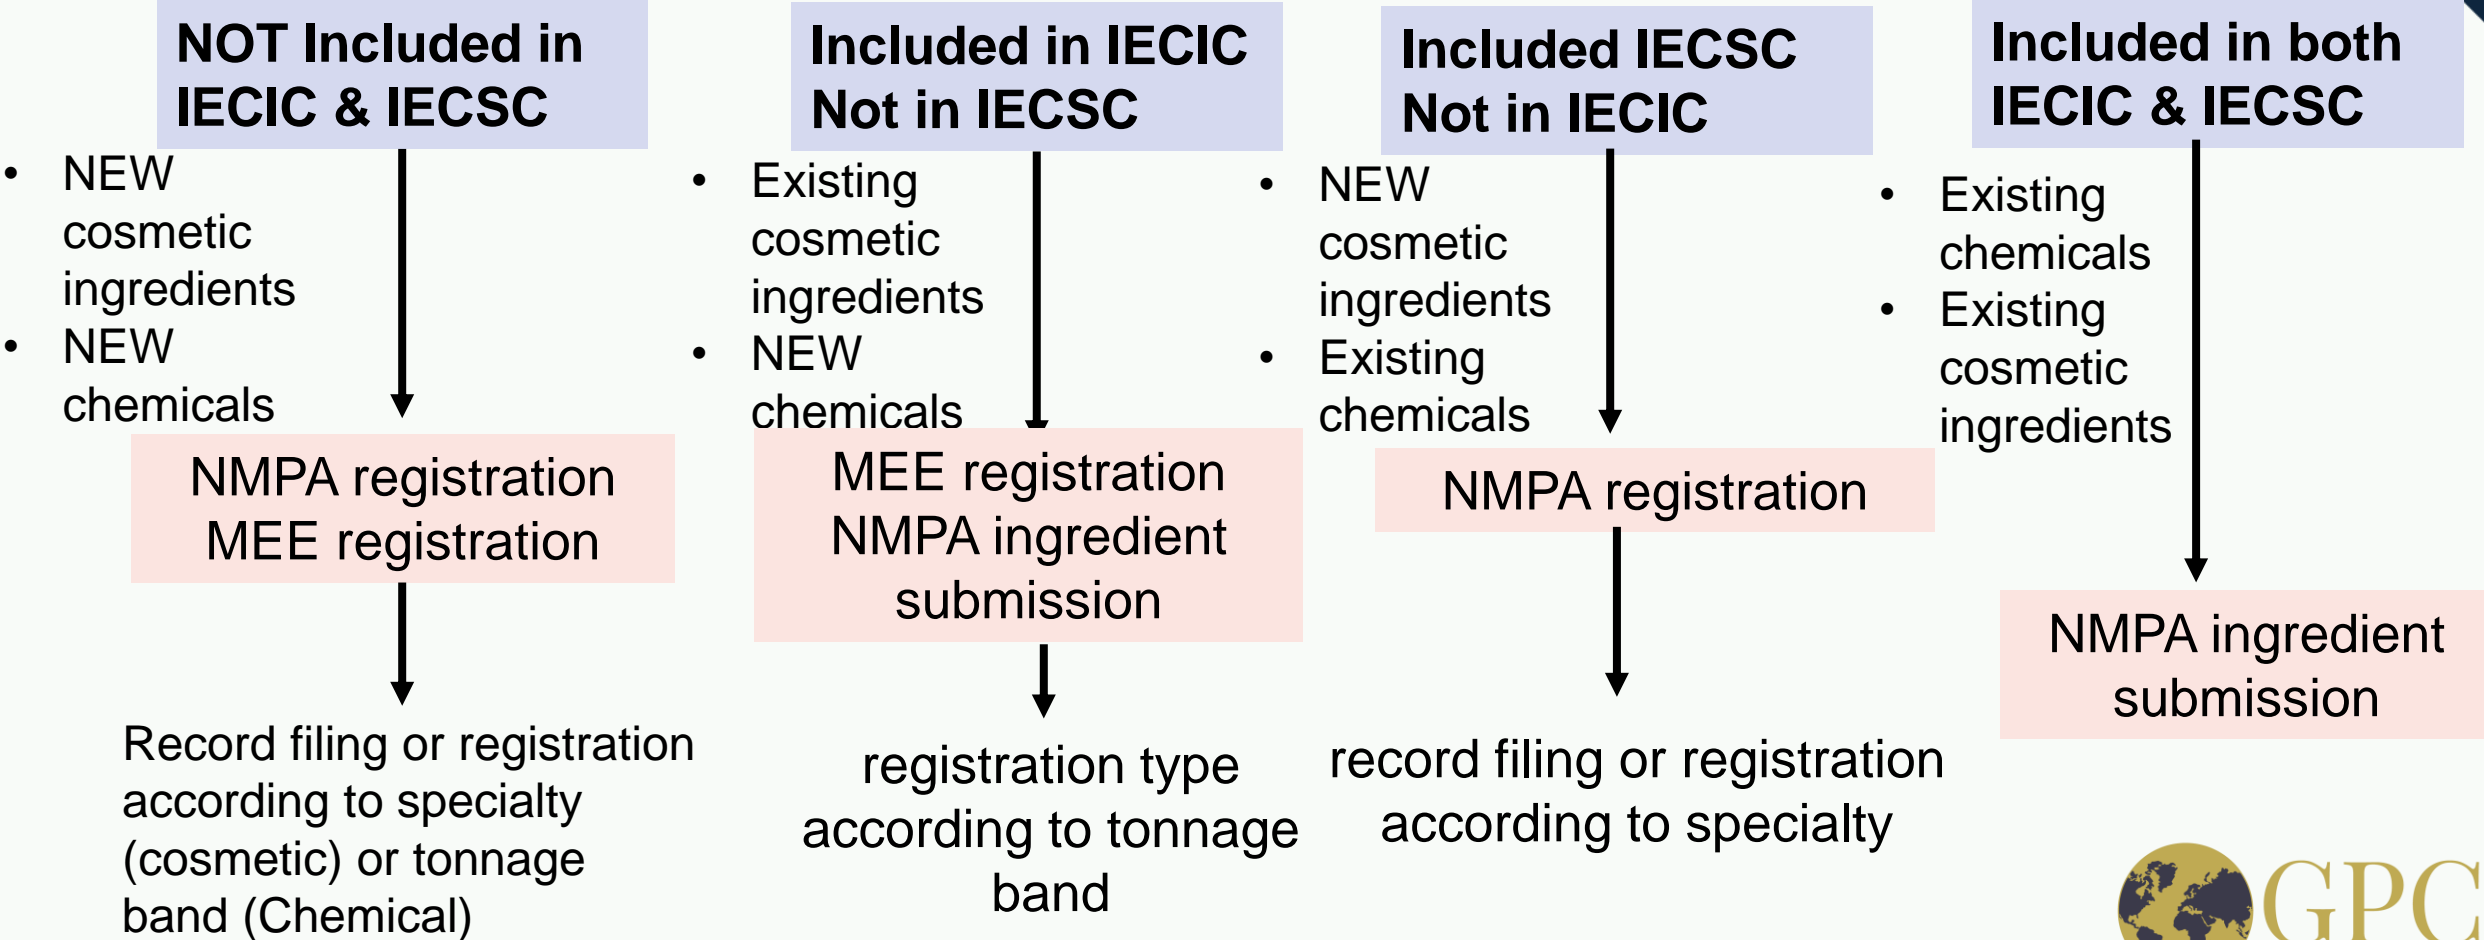 NOT Included in
IECIC & IECSC
• NEW
cosmetic
ingredients
• NEW
chemicals
NMPA registration
MEE registration
Record filing or registration
according to specialty
(cosmetic) or tonnage
band (Chemical)
Included in IECIC
Not in IECSC
• Existing
cosmetic
ingredients
• NEW
chemicals
MEE registration
NMPA ingredient
submission
registration type
according to tonnage
band
Included IECSC
Not in IECIC
• NEW
cosmetic
ingredients
• Existing
chemicals
NMPA registration
record filing or registration
according to specialty
Included in both
IECIC & IECSC
• Existing
chemicals
• Existing
cosmetic
ingredients
NMPA ingredient
submission
GPC